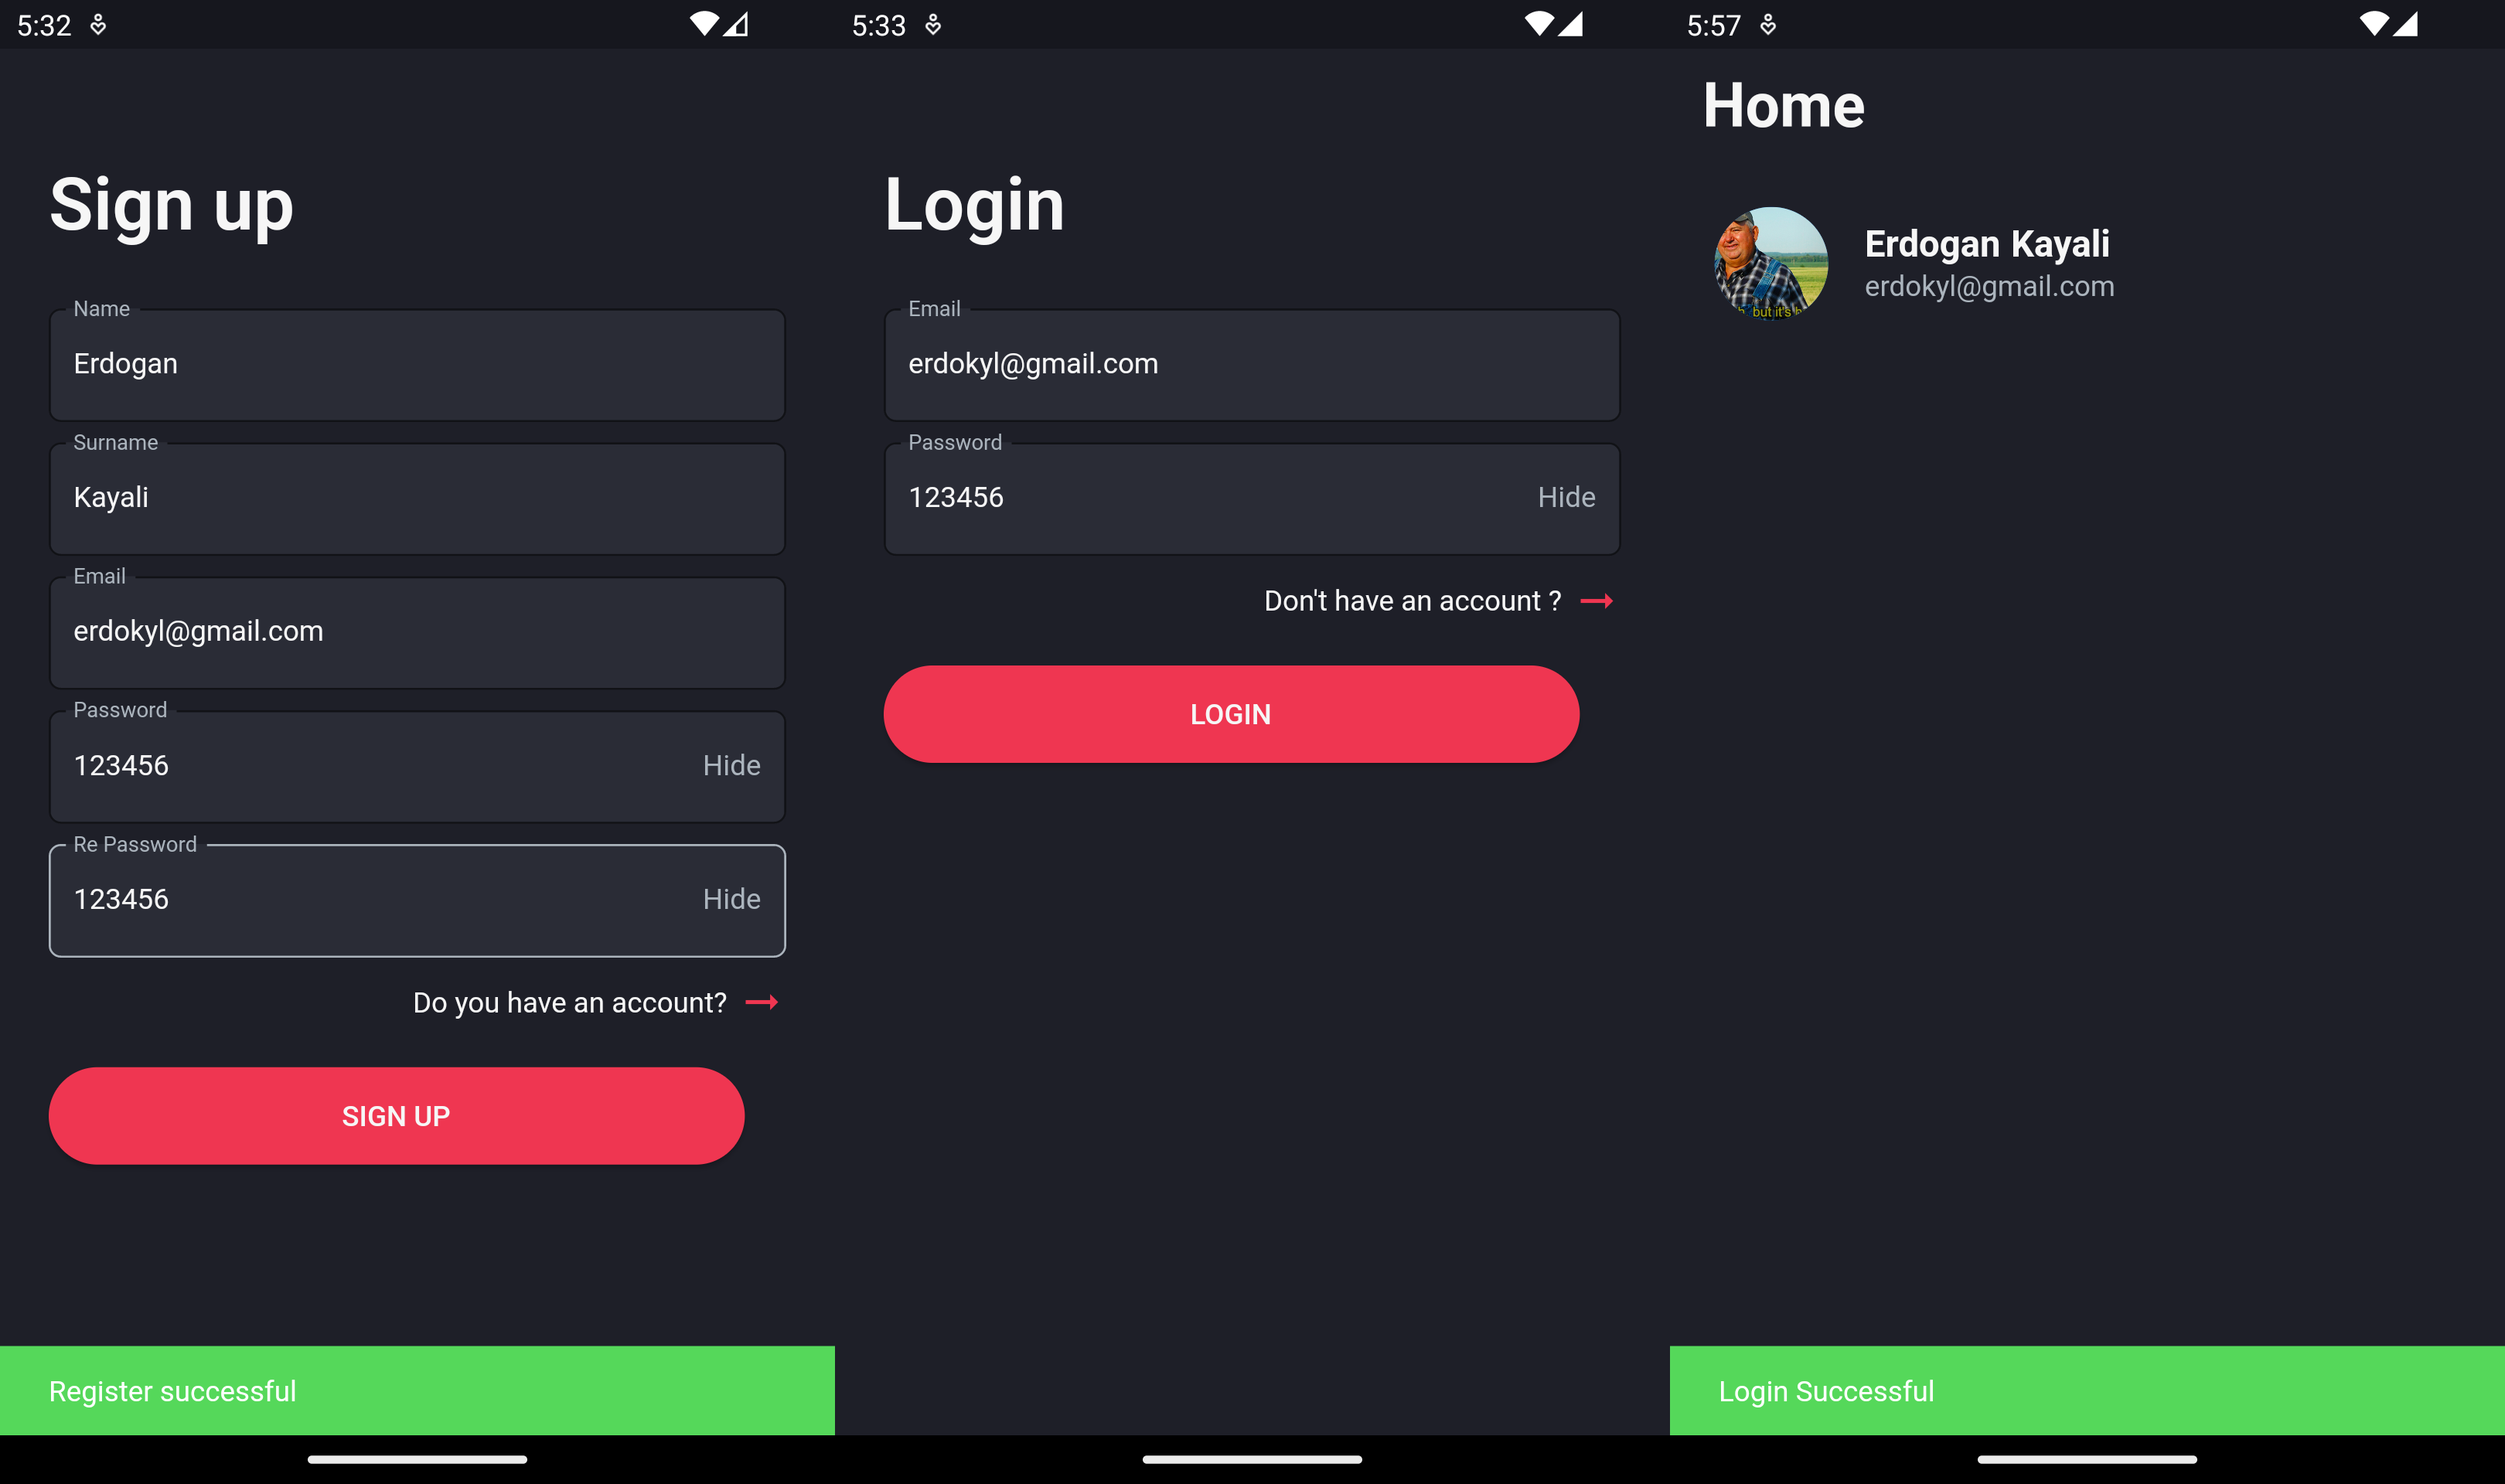 5:32
Sign up
Name
Erdogan
Surname
Kayali
Email
erdokyl@gmail.com
Password
123456 Hide
Re Password
123456 Hide
Do you have an account?
SIGN UP
Register successful
5:33
Login
Email
erdokyl@gmail.com
Password
123456 Hide
Don't have an account ?
LOGIN
5:57
Home
Erdogan Kayali
erdokyl@gmail.com
but it's
Login Successful